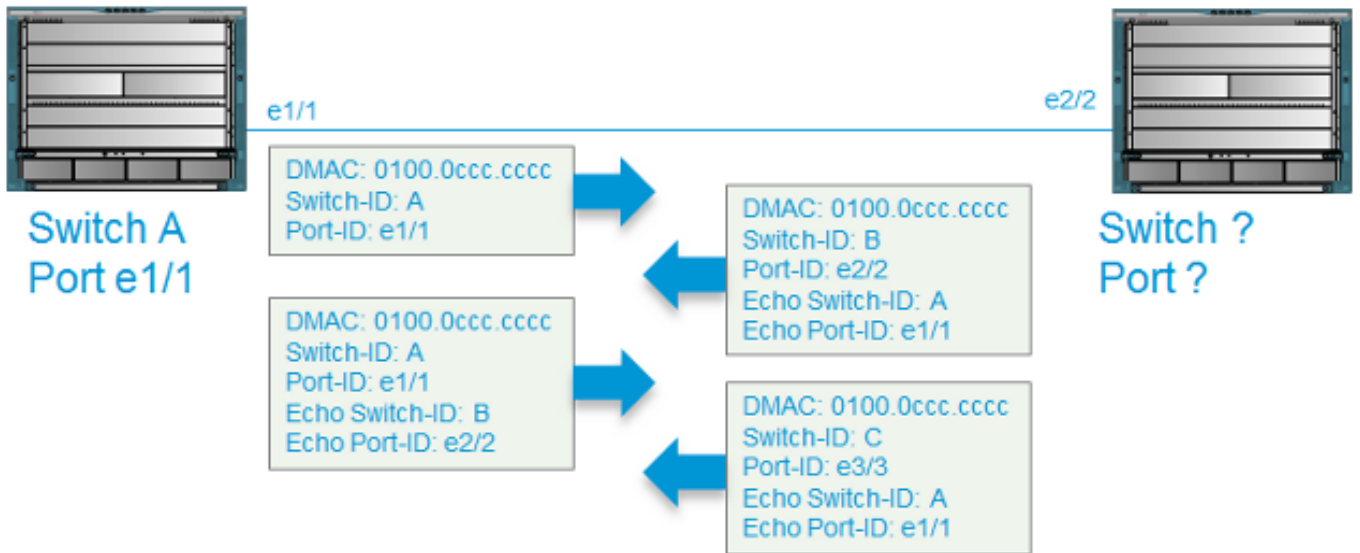 e1/1
e2/2
DMAC: 0100.0ccc.cccc
Switch-ID: A
Port-ID: e1/1
DMAC: 0100.0ccc.cccc
Switch-ID: B
Port-ID: e2/2
Echo Switch-ID: A
Echo Port-ID: e1/1
Switch A
Port e1/1
Switch ?
Port ?
DMAC: 0100.0ccc.cccc
Switch-ID: A
Port-ID: e1/1
Echo Switch-ID: B
Echo Port-ID: e2/2
DMAC: 0100.0ccc.cccc
Switch-ID: C
Port-ID: e3/3
Echo Switch-ID: A
Echo Port-ID: e1/1